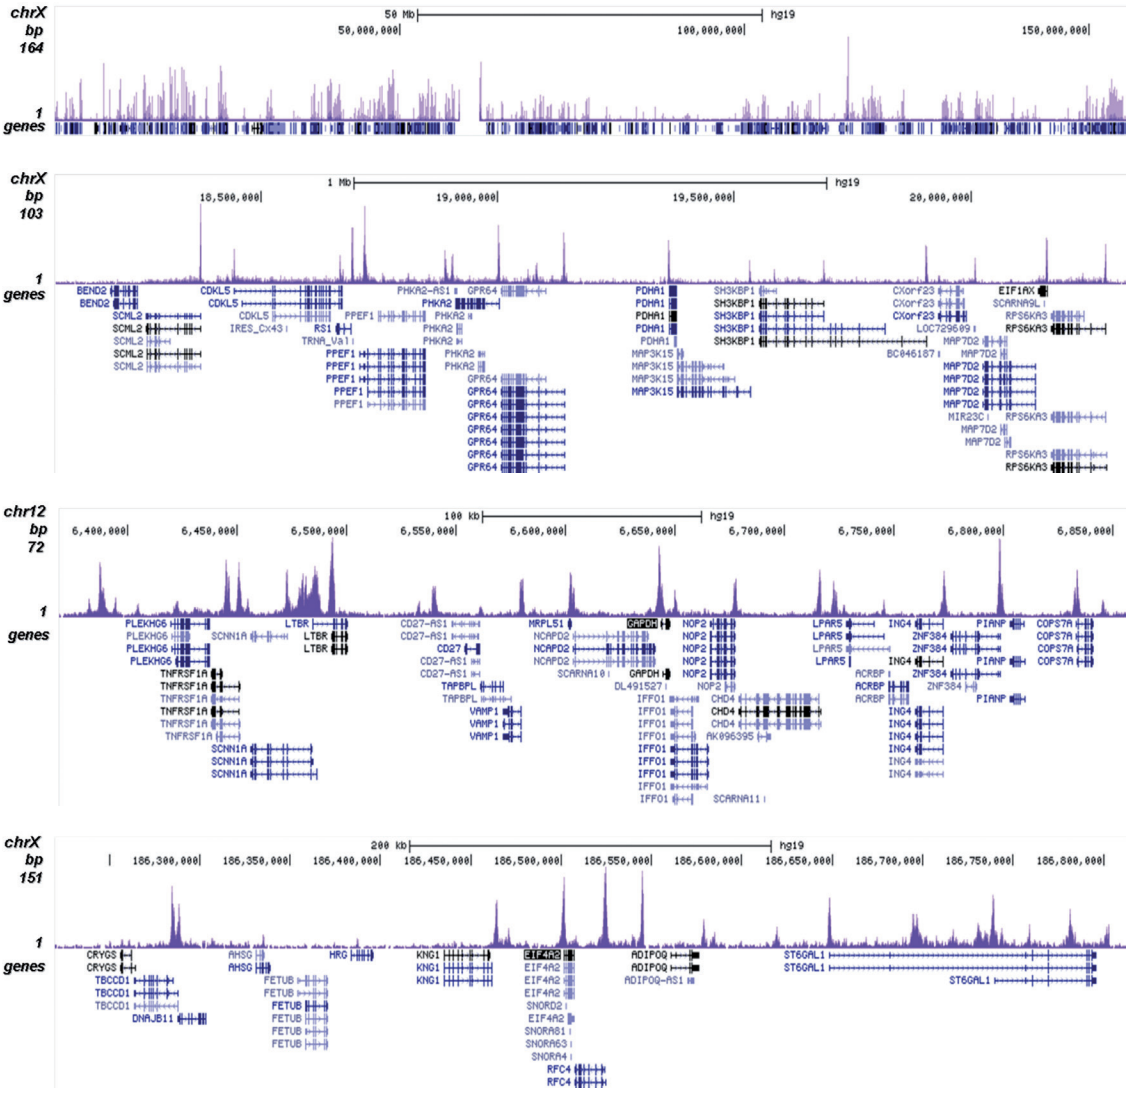 chrX
50 Mb hg19
bp 50,000,000 100,000,000 150,000,000
164
1
genes
chrX
1 Mb hg19
bp 18,500,000 19,000,000 19,500,000 20,000,000
103
1
genes
BEND2 CDKL5 PHKA2-AS1 GPR64 PDHA1 SH3KBP1 CXorf23 EIF1AX
BEND2 CDKL5 PHKA2 PDHA1 SH3KBP1 CXorf23 SCARNA9L
SCML2 CDKL5 PPEF1 PHKA2 PDHA1 SH3KBP1 CXorf23 RPS6KA3
SCML2 IRES_Cx43 RS1 PHKA2 PDHA1 SH3KBP1 LOC729609 RPS6KA3
SCML2 TRNA_Val PHKA2 PDHA1 SH3KBP1 MAP7D2
SCML2 PPEF1 PHKA2 MAP3K15 BC046187 MAP7D2
PPEF1 PHKA2 MAP3K15 MAP7D2
PPEF1 GPR64 MAP3K15 MAP7D2
PPEF1 GPR64 MAP3K15 MAP7D2
PPEF1 GPR64 MAP7D2
GPR64 MIR23C RPS6KA3
GPR64 MAP7D2
GPR64 MAP7D2
GPR64 RPS6KA3
GPR64 RPS6KA3
chr12
100 kb hg19
bp 6,400,000 6,450,000 6,500,000 6,550,000 6,600,000 6,650,000 6,700,000 6,750,000 6,800,000 6,850,000
72
1
genes
PLEKHG6 LTBR CD27-AS1 MRPL51 GAPDH NOP2 LPAR5 ING4 ZNF384 PIANP COPS7A
PLEKHG6 SCNN1A LTBR CD27-AS1 NCAPD2 NOP2 LPAR5 ING4 ZNF384 COPS7A
PLEKHG6 LTBR CD27 NCAPD2 NOP2 LPAR5 ZNF384 COPS7A
PLEKHG6 CD27-AS1 NCAPD2 NOP2 LPAR5 ING4 ZNF384 PIANP COPS7A
TNFRSF1A CD27-AS1 SCARNA10 GAPDH NOP2 ACRBP ING4 ZNF384 PIANP
TNFRSF1A TAPBPL DL491527 NOP2 ACRBP ING4 ZNF384
TNFRSF1A TAPBPL IFFO1 CHD4 ACRBP ING4 PIANP
TNFRSF1A VAMP1 IFFO1 CHD4 ING4
TNFRSF1A VAMP1 IFFO1 CHD4 ING4
TNFRSF1A VAMP1 IFFO1 AK096395 ING4
SCNN1A IFFO1 ING4
SCNN1A IFFO1 ING4
SCNN1A IFFO1 ING4
IFFO1
IFFO1 SCARNA11
chrX
200 kb hg19
bp 186,300,000 186,350,000 186,400,000 186,450,000 186,500,000 186,550,000 186,600,000 186,650,000 186,700,000 186,750,000 186,800,000
151
1
genes
CRYGS AHSG HRG KNG1 EIF4A2 ADIPOQ ST6GAL1
CRYGS AHSG KNG1 EIF4A2 ADIPOQ ST6GAL1
TBCCD1 FETUB KNG1 EIF4A2 ADIPOQ-AS1 ST6GAL1
TBCCD1 FETUB EIF4A2
TBCCD1 FETUB SNORD2
DNAJB11 FETUB EIF4A2
FETUB SNORA81
FETUB SNORA63
SNORA4
RFC4
RFC4